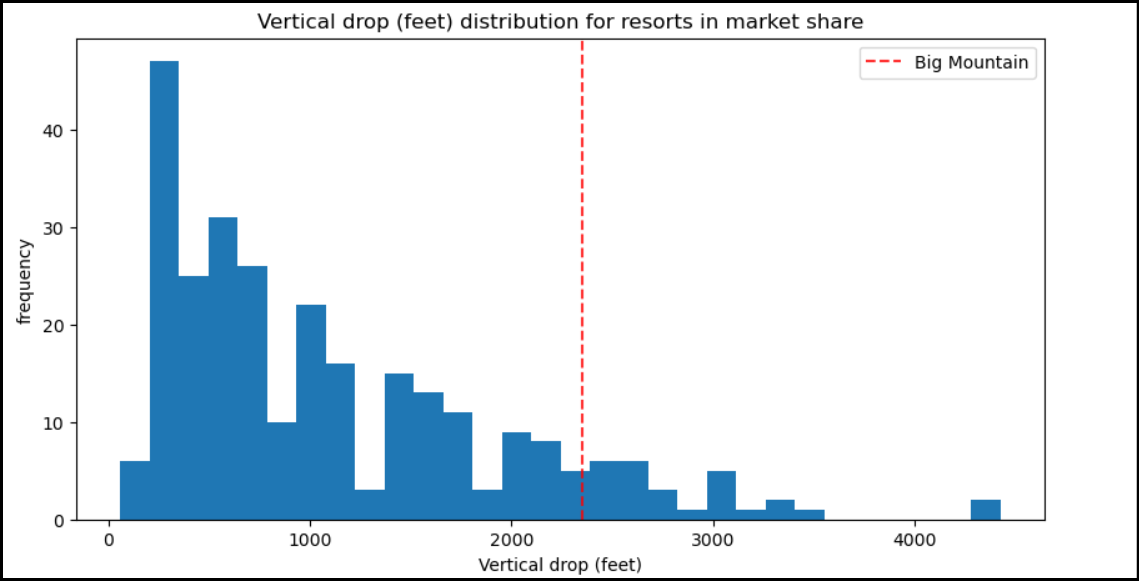 Vertical drop (feet) distribution for resorts in market share
Big Mountain
frequency
40
30
20
10
0
0 1000 2000 3000 4000
Vertical drop (feet)